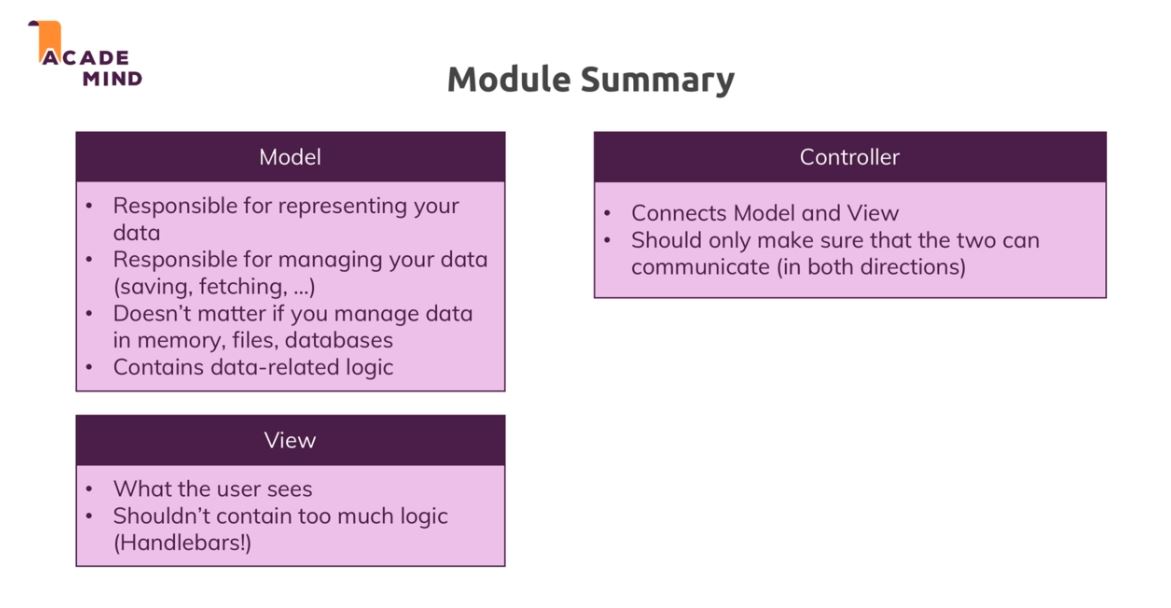 ACADE
MIND
Module Summary
Model
• Responsible for representing your
data
• Responsible for managing your data
(saving, fetching, ...)
• Doesn't matter if you manage data
in memory, files, databases
• Contains data-related logic
View
• What the user sees
• Shouldn't contain too much logic
(Handlebars!)
Controller
• Connects Model and View
• Should only make sure that the two can
communicate (in both directions)